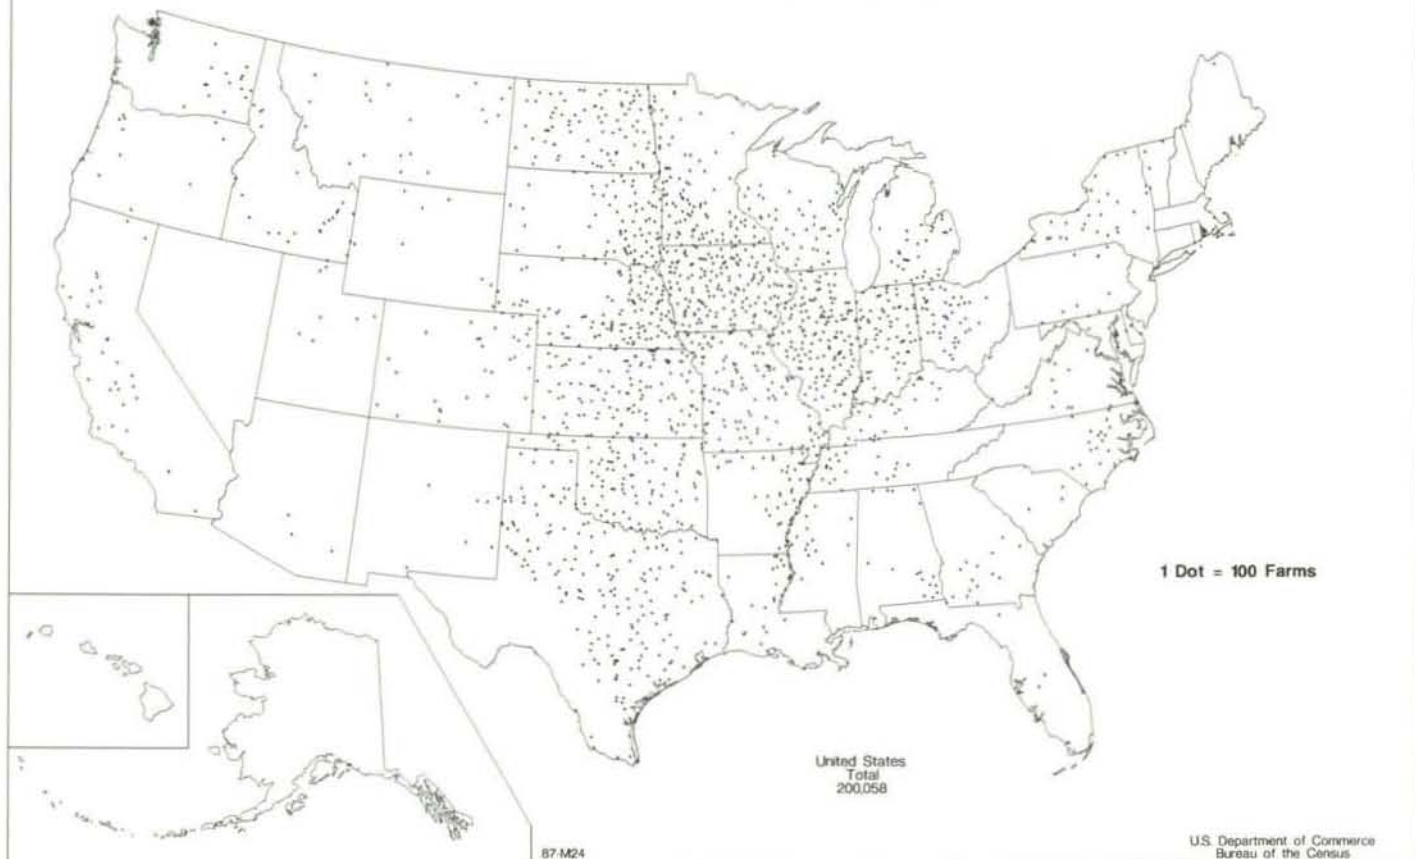 1 Dot = 100 Farms
United States
Total
200,058
87-M24
U.S. Department of Commerce
Bureau of the Census